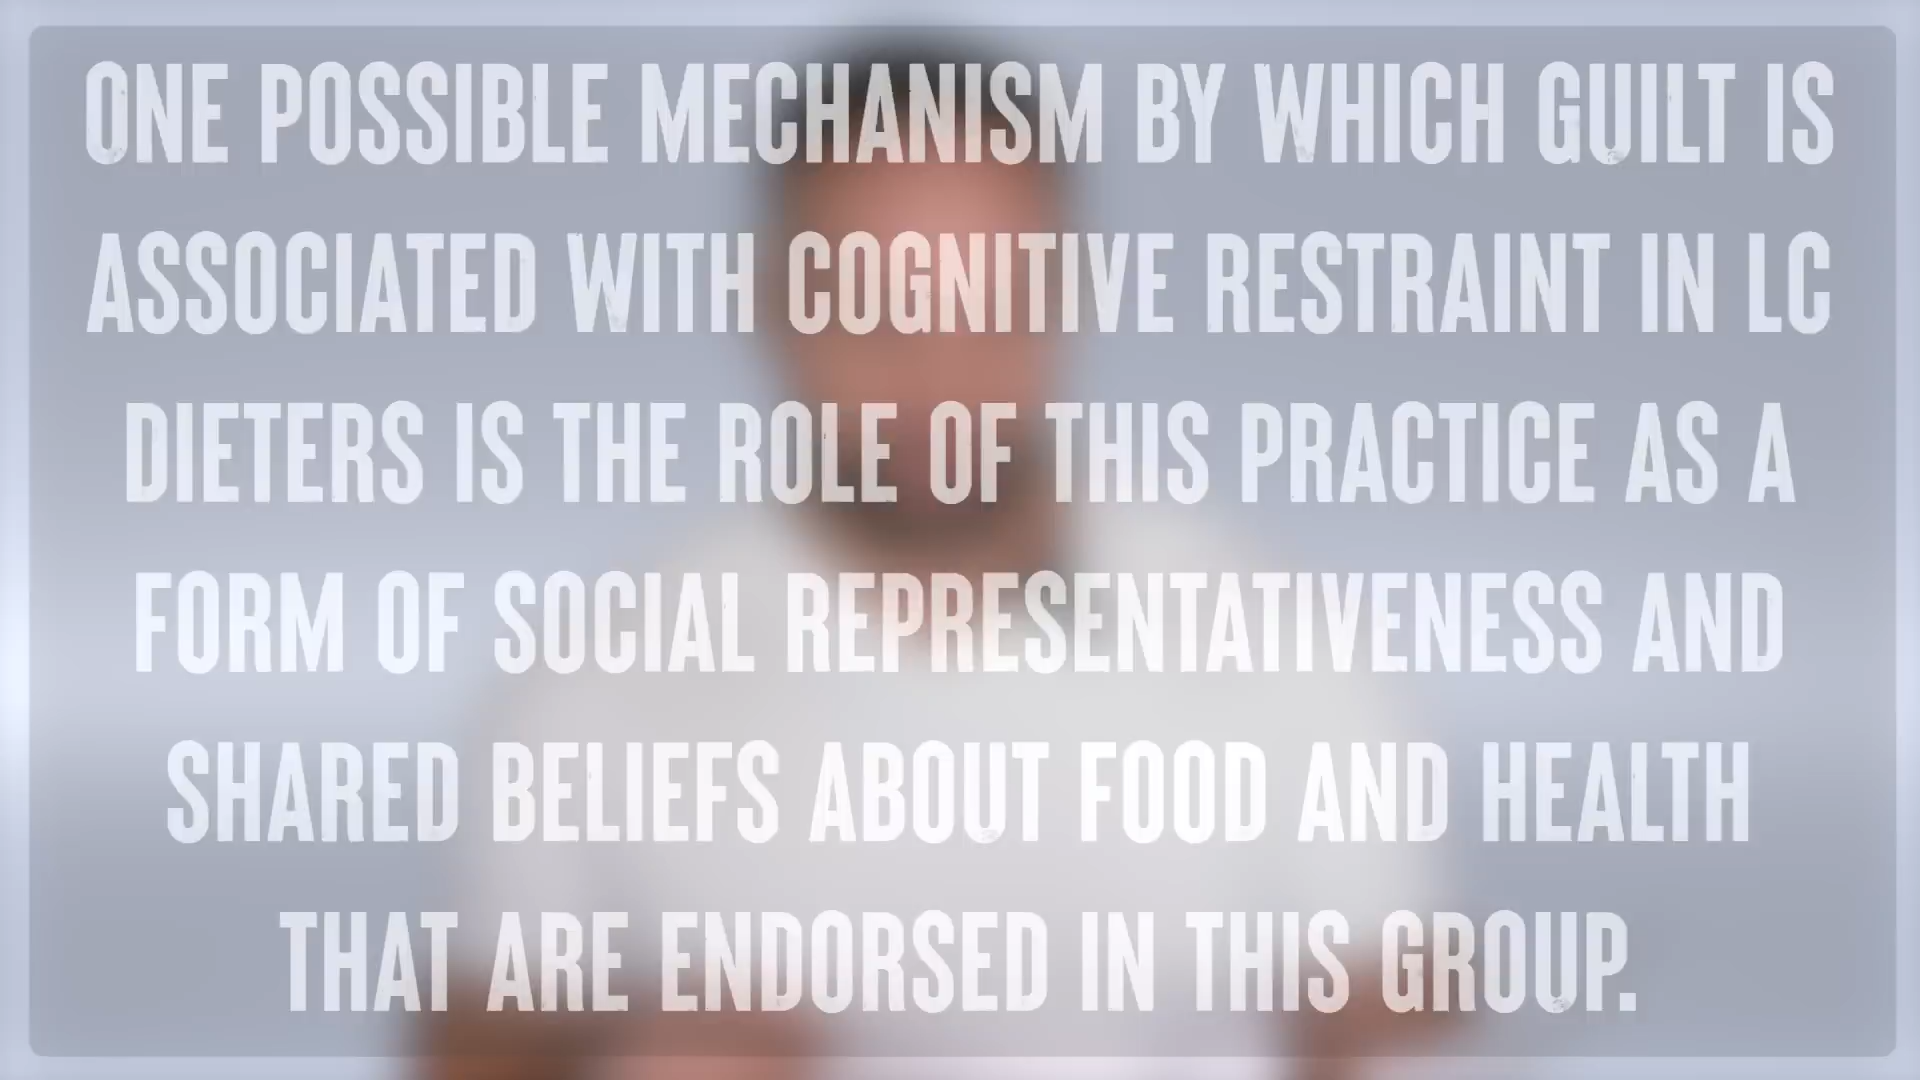 ONE POSSIBLE MECHANISM BY WHICH GUILT IS
ASSOCIATED WITH COGNITIVE RESTRAINT IN LC
DIETERS IS THE ROLE OF THIS PRACTICE AS A
FORM OF SOCIAL REPRESENTATIVENESS AND
SHARED BELIEFS ABOUT FOOD AND HEALTH
THAT ARE ENDORSED IN THIS GROUP.